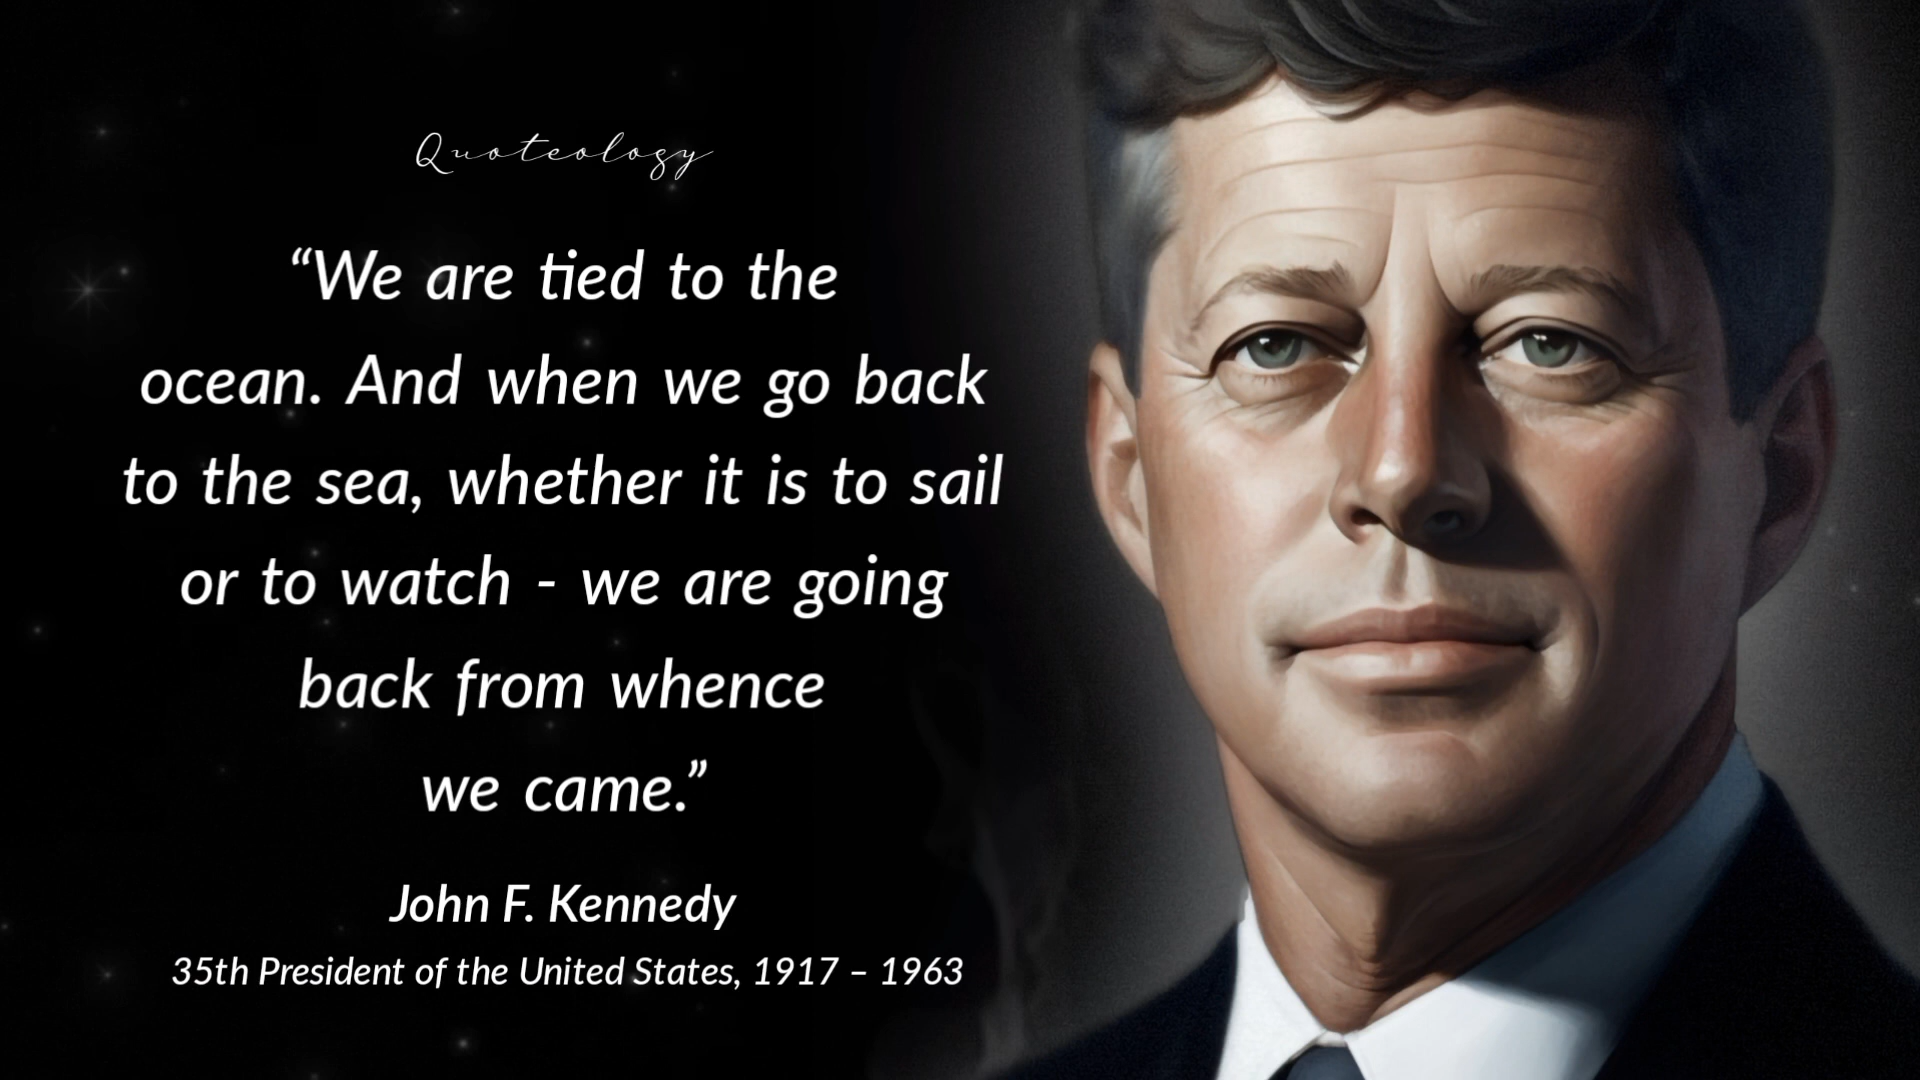 Quoteology
“We are tied to the
ocean. And when we go back
to the sea, whether it is to sail
or to watch - we are going
back from whence
we came.”
John F. Kennedy
35th President of the United States, 1917 – 1963